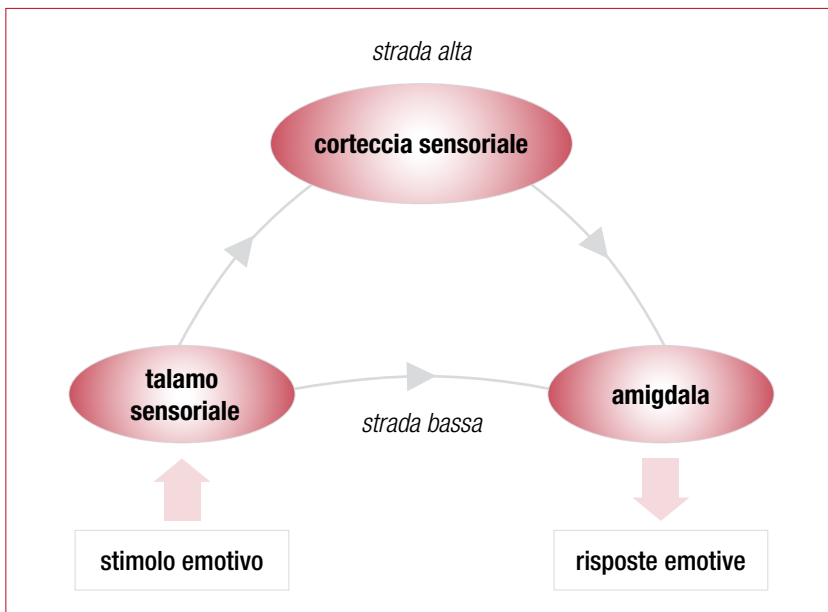 strada alta
corteccia sensoriale
talamo
sensoriale
amigdala
strada bassa
stimolo emotivo
risposte emotive